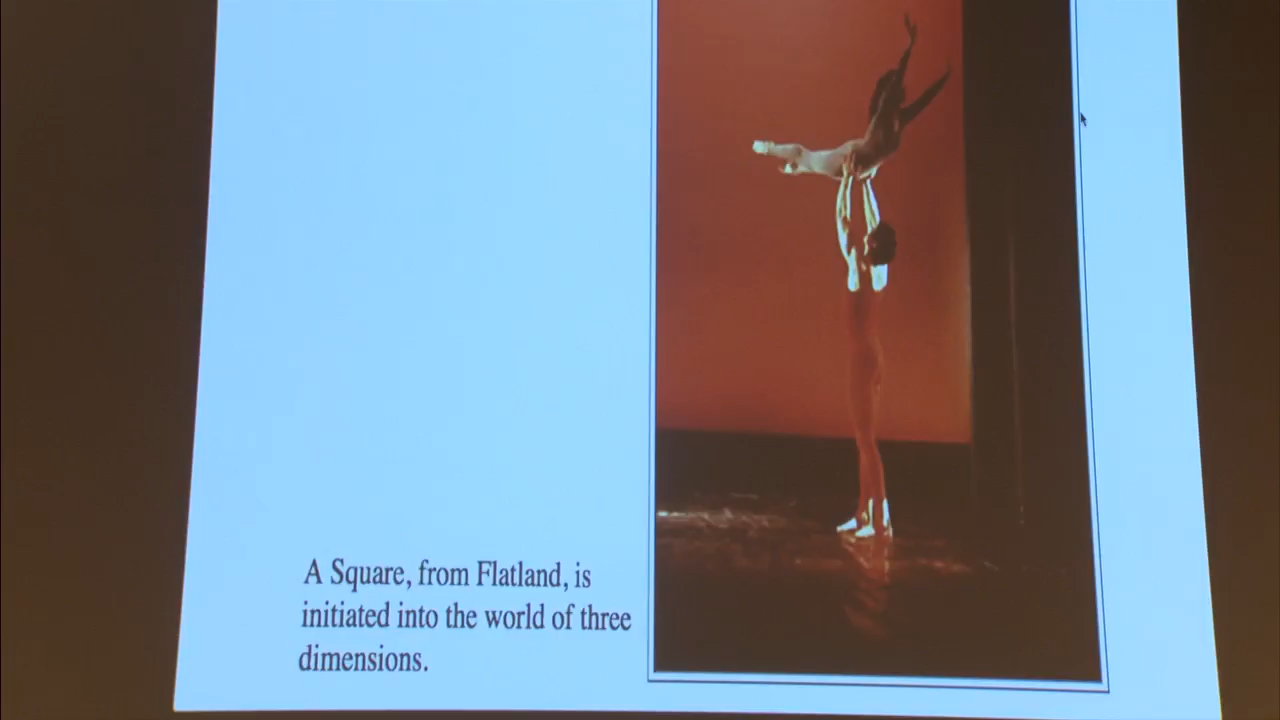 A Square, from Flatland, is
initiated into the world of three
dimensions.